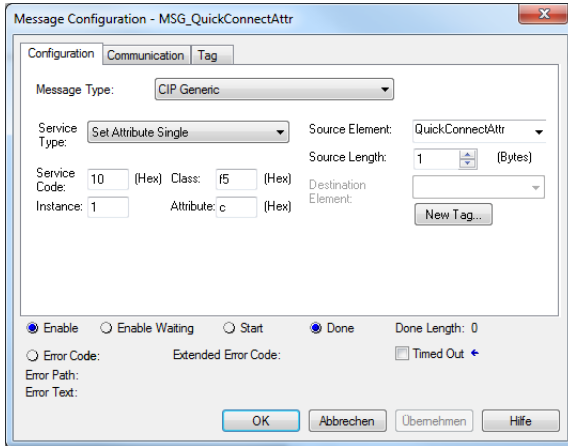 Message Configuration - MSG_QuickConnectAttr
Configuration Communication Tag
Message Type: CIP Generic
Service Type: Set Attribute Single Source Element: QuickConnectAttr
Source Length: 1 (Bytes)
Service Code: 10 (Hex) Class: f5 (Hex) Destination Element:
Instance: 1 Attribute: c (Hex) New Tag...
Enable Enable Waiting Start Done Done Length: 0
Error Code: Extended Error Code: Timed Out
Error Path:
Error Text:
OK Abbrechen Übernehmen Hilfe